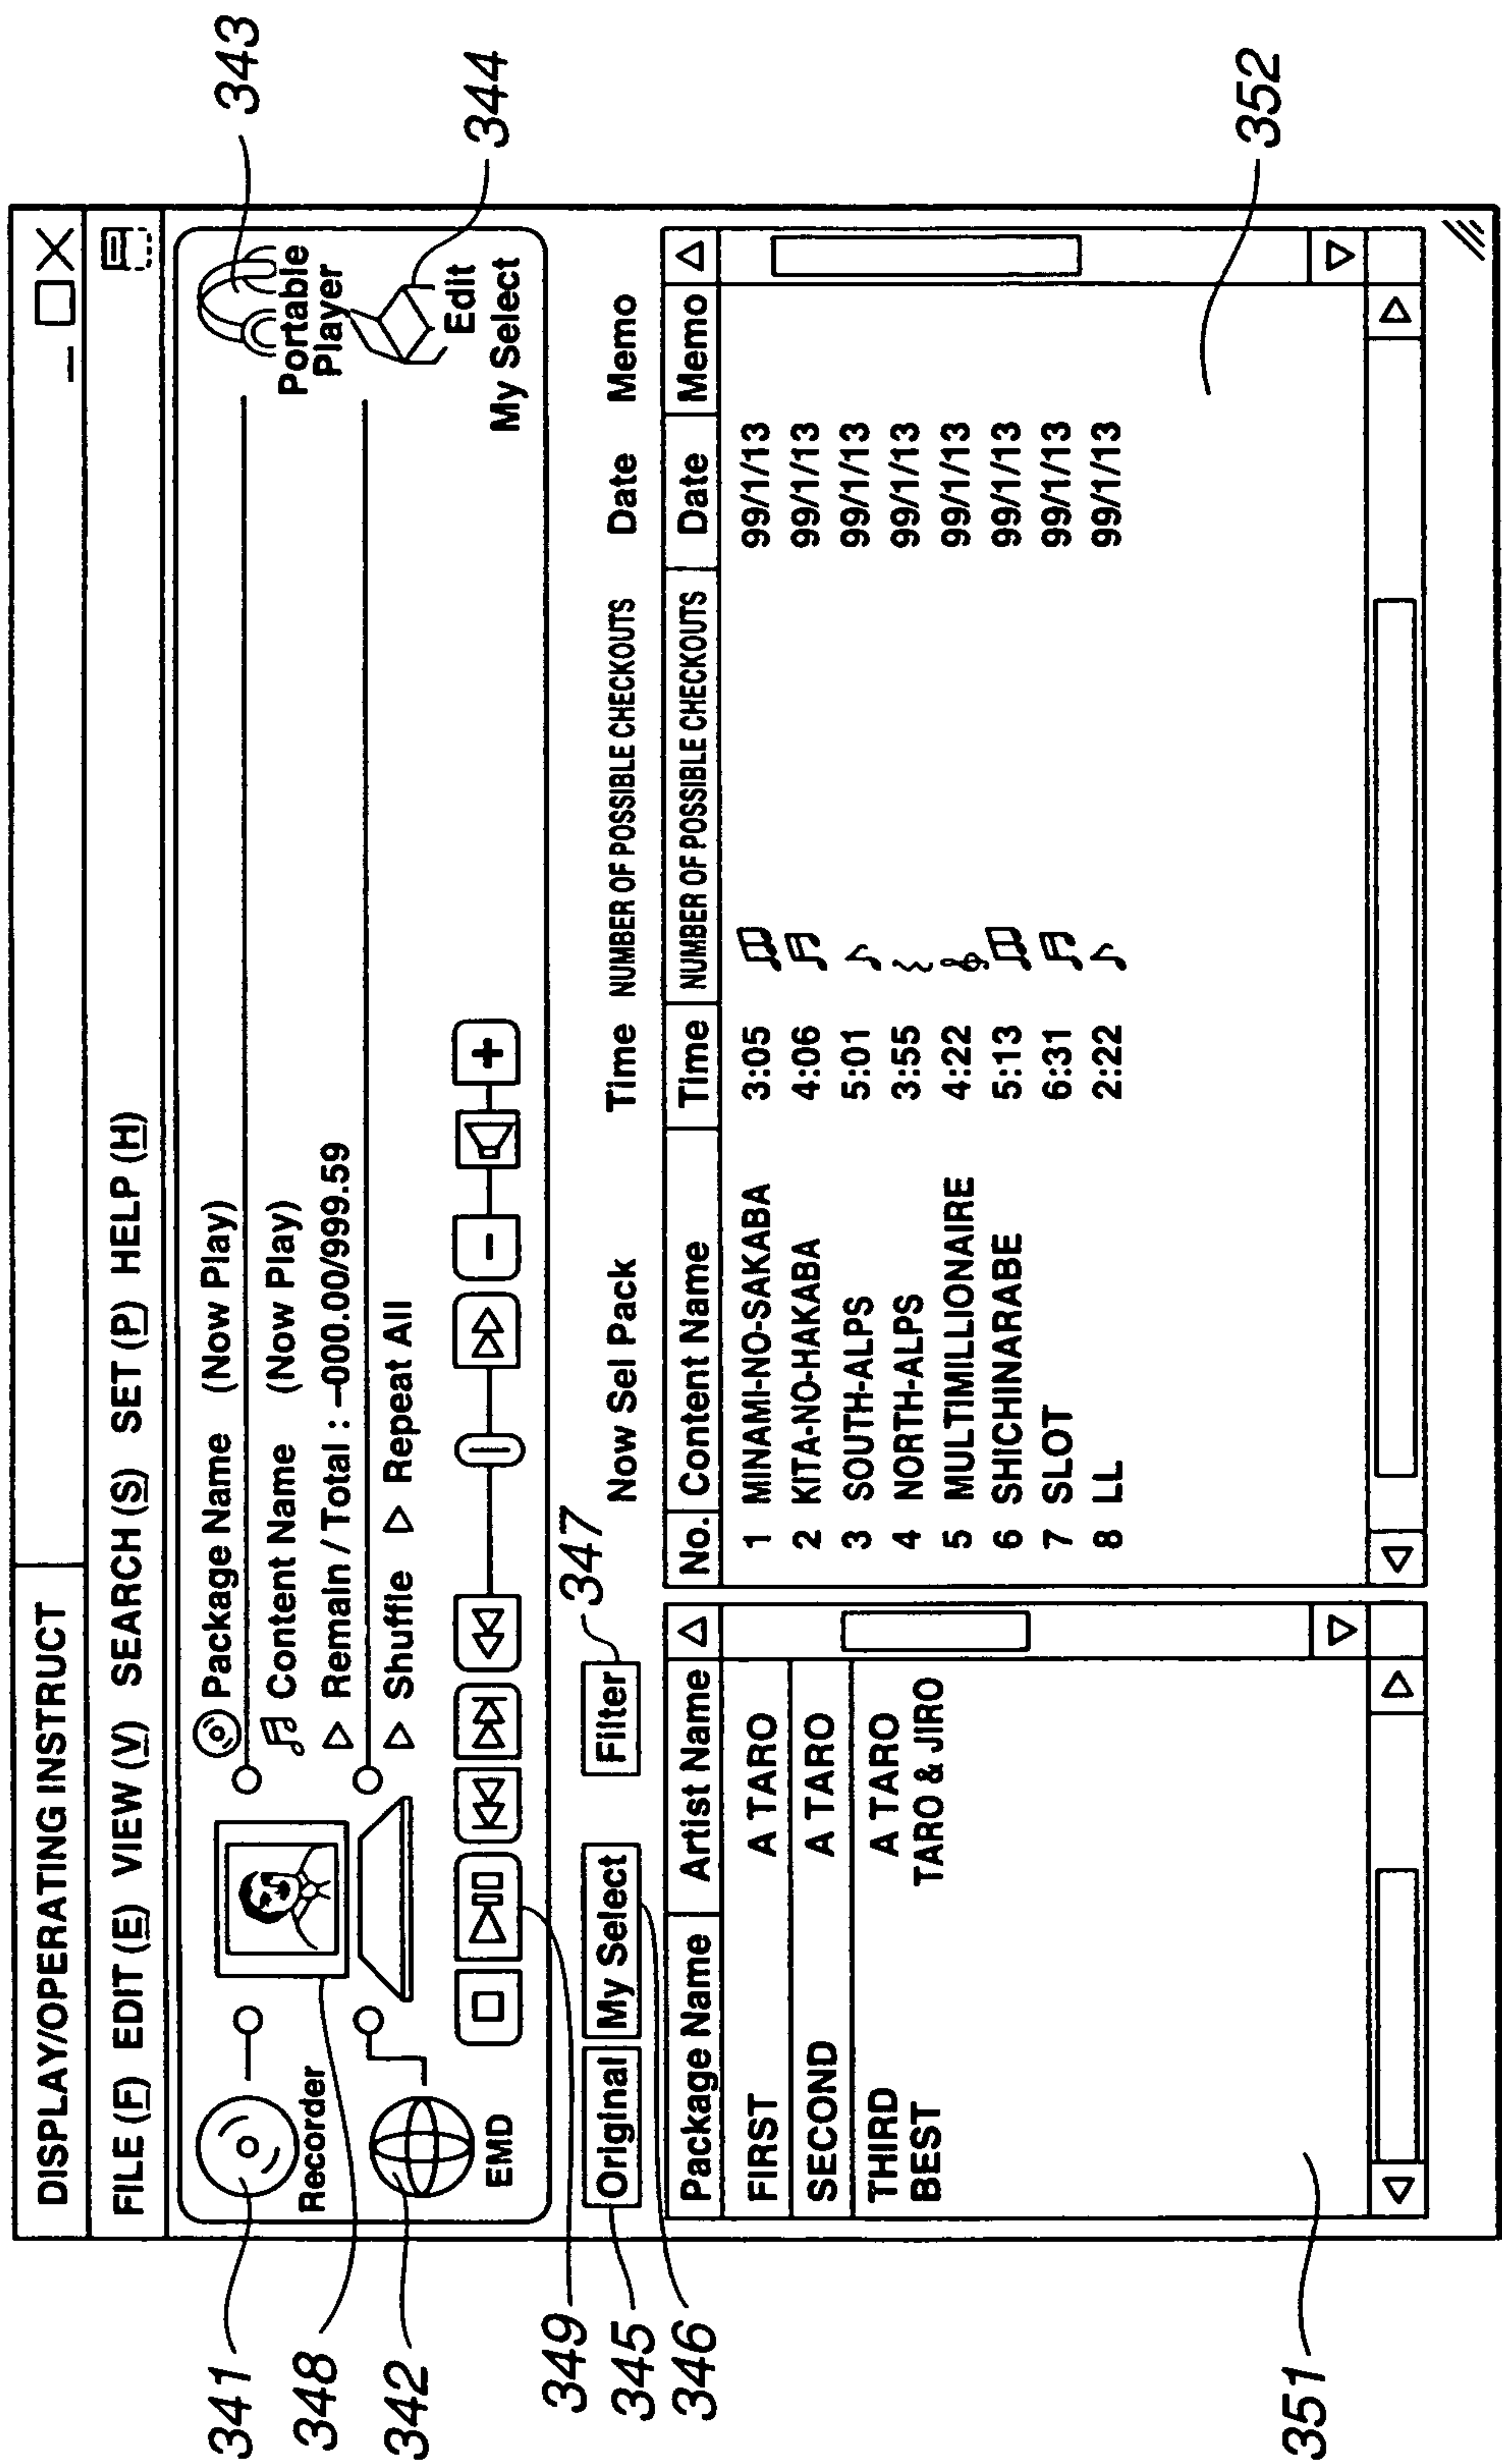 DISPLAY/OPERATING INSTRUCT
FILE (F) EDIT (E) VIEW (V) SEARCH (S) SET (P) HELP (H)
341
Recorder
348
342
EMD
Package Name (Now Play)
Content Name (Now Play)
Remain / Total : –000.00/999.59
Shuffle Repeat All
343
Portable
Player
344
Edit
My Select
349
345
Original
346
My Select
347
Filter
Now Sel Pack Time NUMBER OF POSSIBLE CHECKOUTS Date Memo
Package Name Artist Name
FIRST A TARO
SECOND A TARO
THIRD A TARO
BEST TARO & JIRO
351
No. Content Name Time NUMBER OF POSSIBLE CHECKOUTS Date Memo
1 MINAMI-NO-SAKABA 3:05 99/1/13
2 KITA-NO-HAKABA 4:06 99/1/13
3 SOUTH-ALPS 5:01 99/1/13
4 NORTH-ALPS 3:55 99/1/13
5 MULTIMILLIONAIRE 4:22 99/1/13
6 SHICHINARABE 5:13 99/1/13
7 SLOT 6:31 99/1/13
8 LL 2:22 99/1/13
352